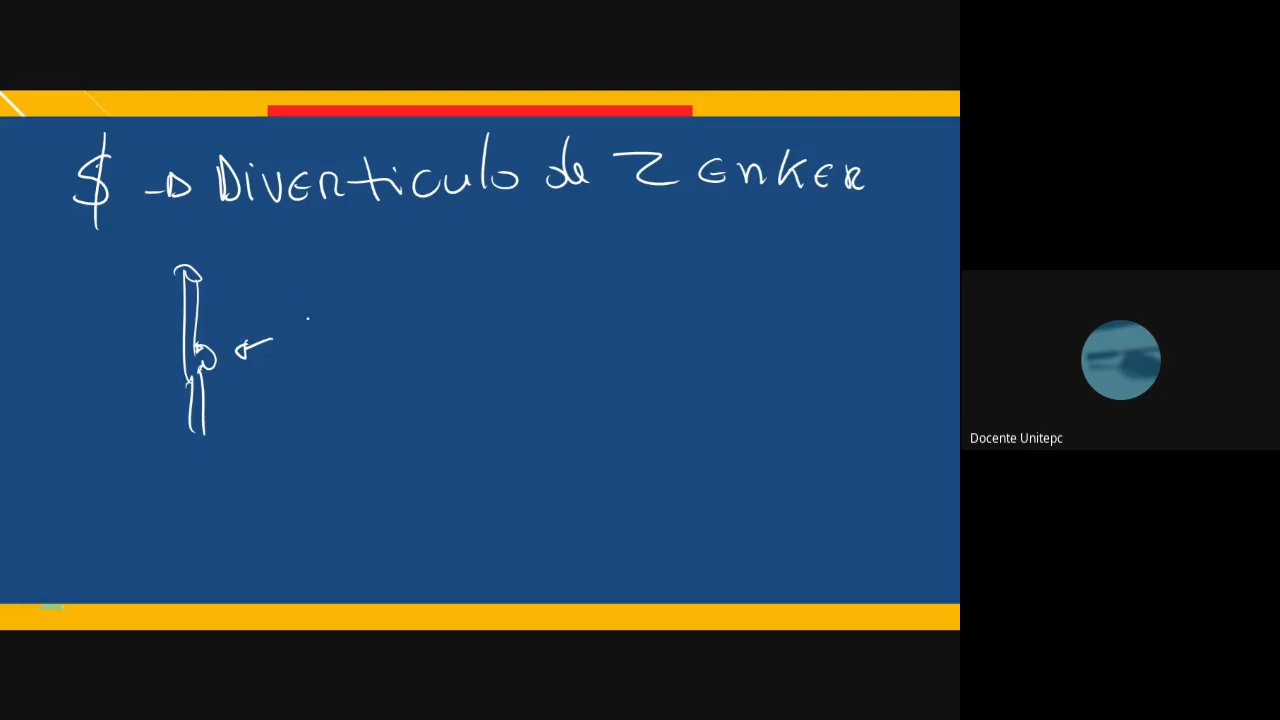 $ → Diverticulo de Zenker
Docente Unitepc